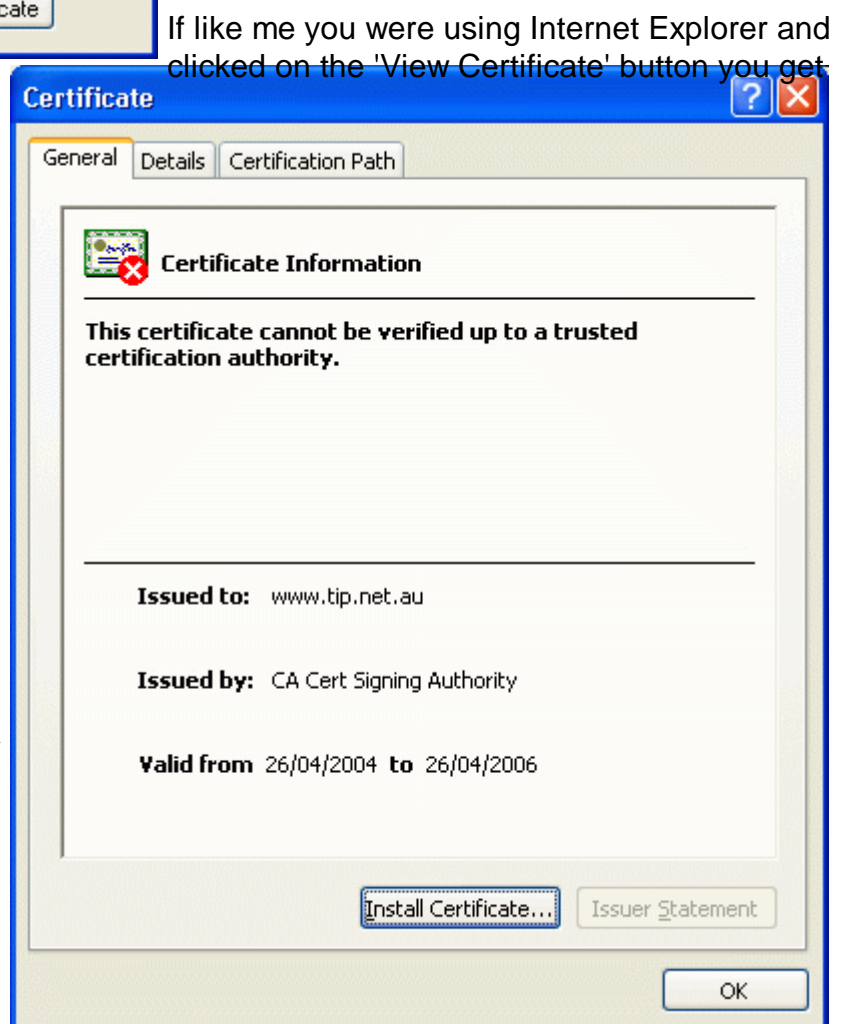 cate
If like me you were using Internet Explorer and
clicked on the 'View Certificate' button you get
Certificate
General Details Certification Path
Certificate Information
This certificate cannot be verified up to a trusted
certification authority.
Issued to: www.tip.net.au
Issued by: CA Cert Signing Authority
Valid from 26/04/2004 to 26/04/2006
Install Certificate... Issuer Statement
OK